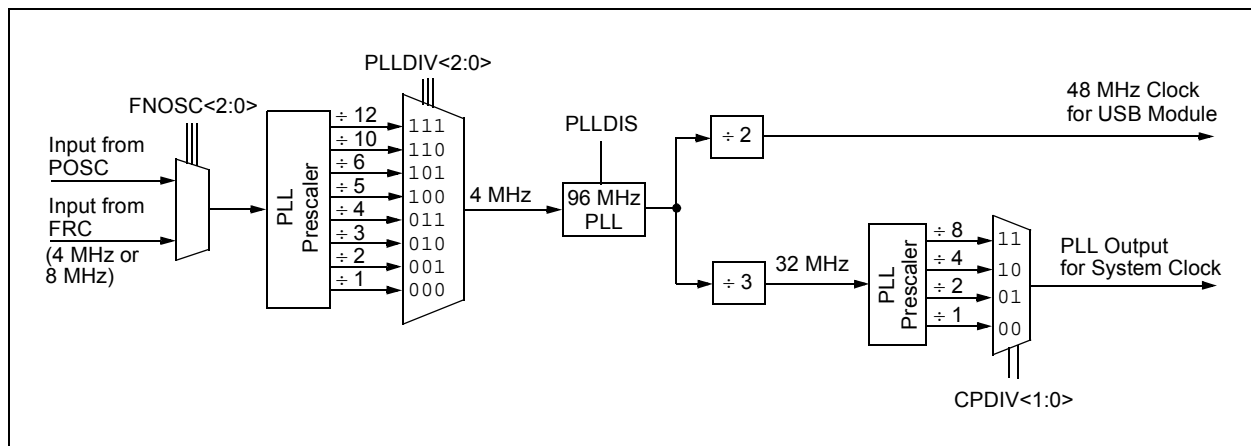 PLLDIV<2:0>
FNOSC<2:0>
Input from
POSC
Input from
FRC
(4 MHz or
8 MHz)
PLL
Prescaler
÷ 12
÷ 10
÷ 6
÷ 5
÷ 4
÷ 3
÷ 2
÷ 1
111
110
101
100
011
010
001
000
4 MHz
PLLDIS
96 MHz
PLL
÷ 2
48 MHz Clock
for USB Module
÷ 3
32 MHz
PLL
Prescaler
÷ 8
÷ 4
÷ 2
÷ 1
11
10
01
00
PLL Output
for System Clock
CPDIV<1:0>